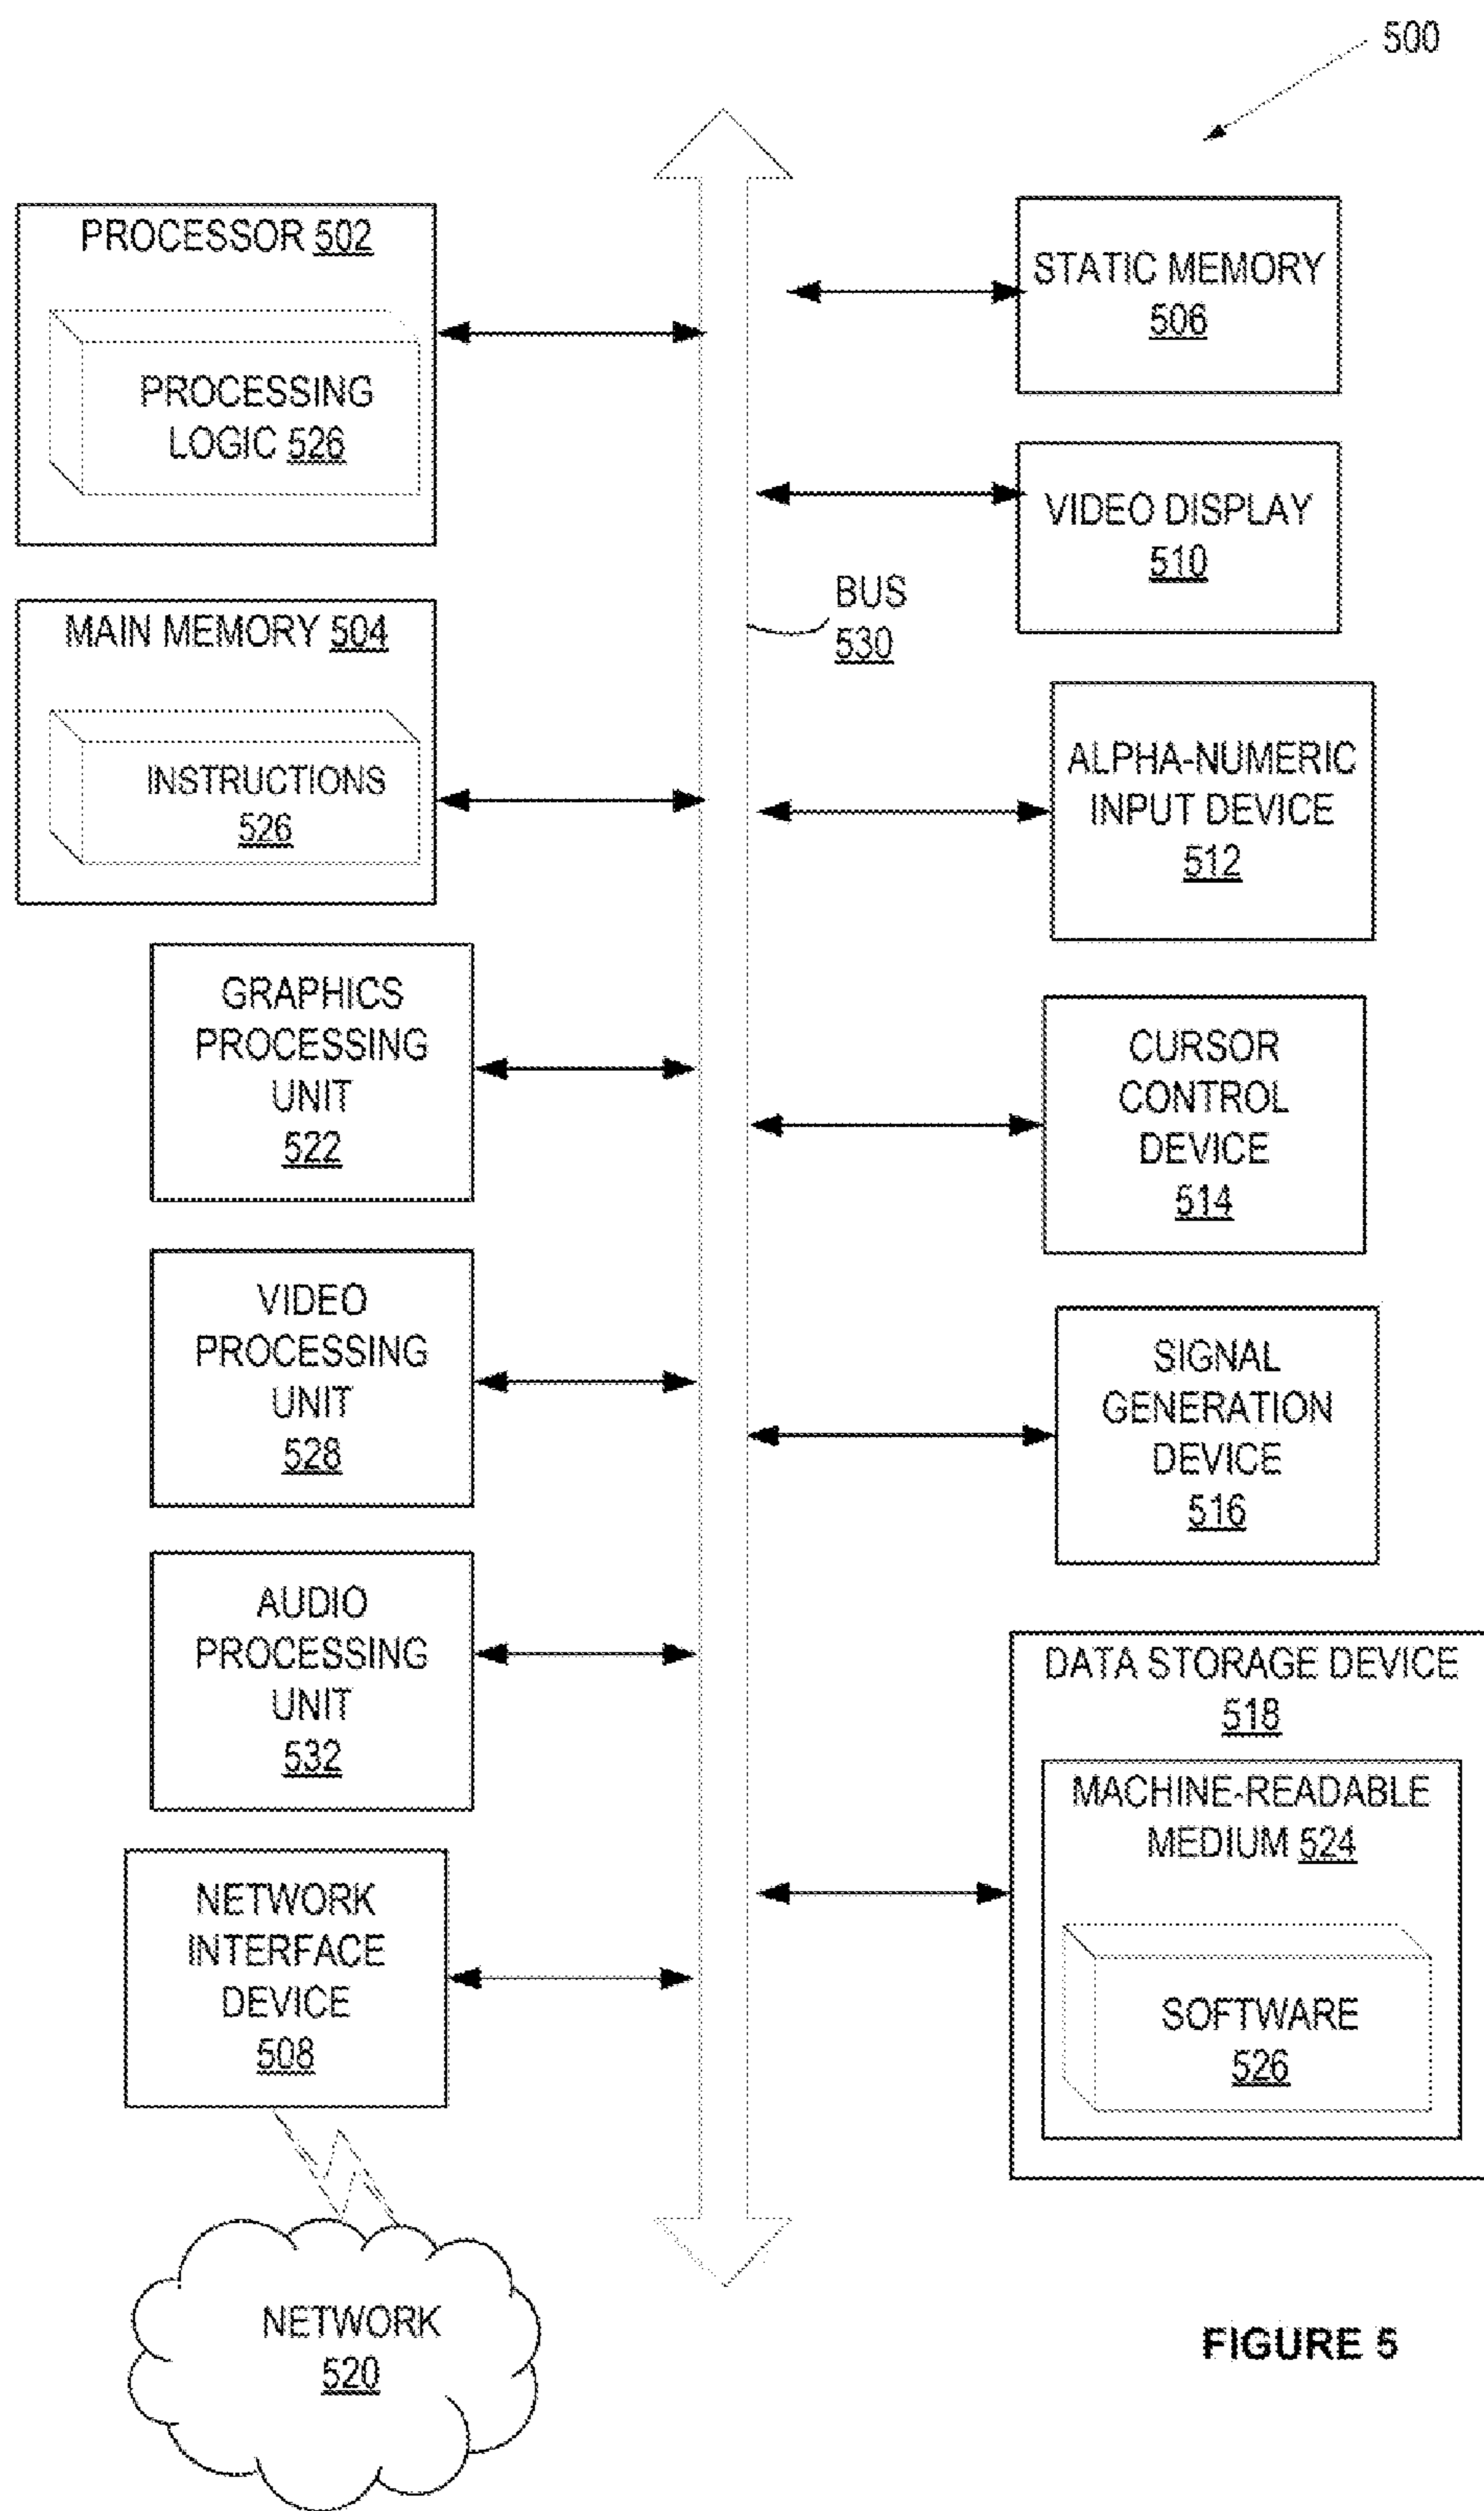 500
PROCESSOR 502
PROCESSING
LOGIC 526
MAIN MEMORY 504
INSTRUCTIONS
526
GRAPHICS
PROCESSING
UNIT
522
VIDEO
PROCESSING
UNIT
528
AUDIO
PROCESSING
UNIT
532
NETWORK
INTERFACE
DEVICE
508
NETWORK
520
BUS
530
STATIC MEMORY
506
VIDEO DISPLAY
510
ALPHA-NUMERIC
INPUT DEVICE
512
CURSOR
CONTROL
DEVICE
514
SIGNAL
GENERATION
DEVICE
516
DATA STORAGE DEVICE
518
MACHINE-READABLE
MEDIUM 524
SOFTWARE
526
FIGURE 5